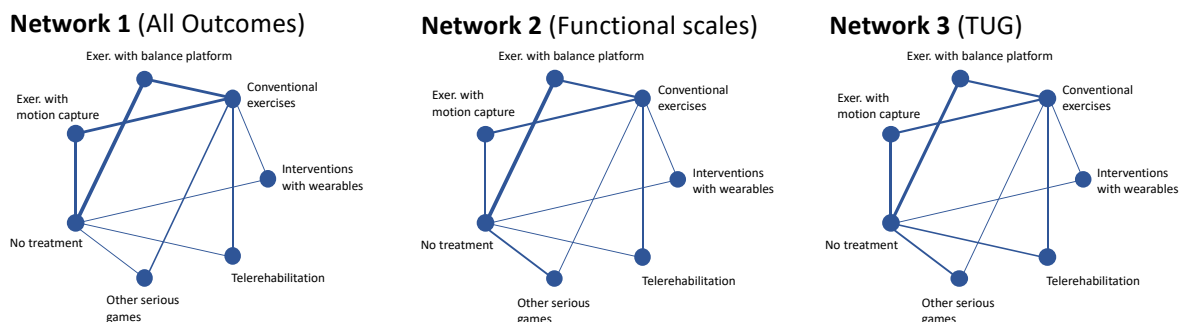 Network 1 (All Outcomes)
Exer. with balance platform
Conventional
exercises
Exer. with
motion capture
Interventions
with wearables
No treatment
Telerehabilitation
Other serious
games
Network 2 (Functional scales)
Exer. with balance platform
Conventional
exercises
Exer. with
motion capture
Interventions
with wearables
No treatment
Telerehabilitation
Other serious
games
Network 3 (TUG)
Exer. with balance platform
Conventional
exercises
Exer. with
motion capture
Interventions
with wearables
No treatment
Telerehabilitation
Other serious
games